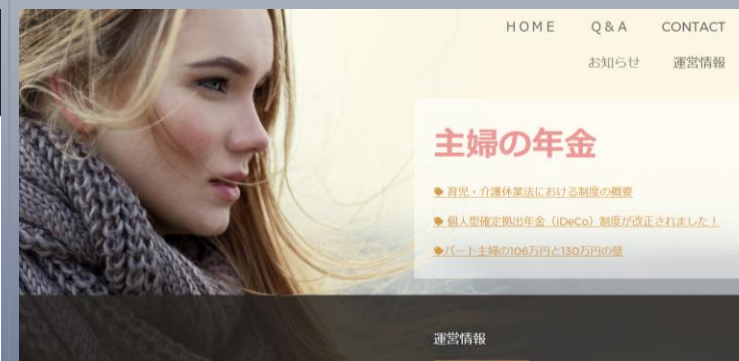 HOME Q&A CONTACT
お知らせ 運営情報
主婦の年金
育児・介護休業法における制度の概要
個人型確定拠出年金（iDeCo）制度が改正されました！
パート主婦の106万円と130万円の壁
運営情報